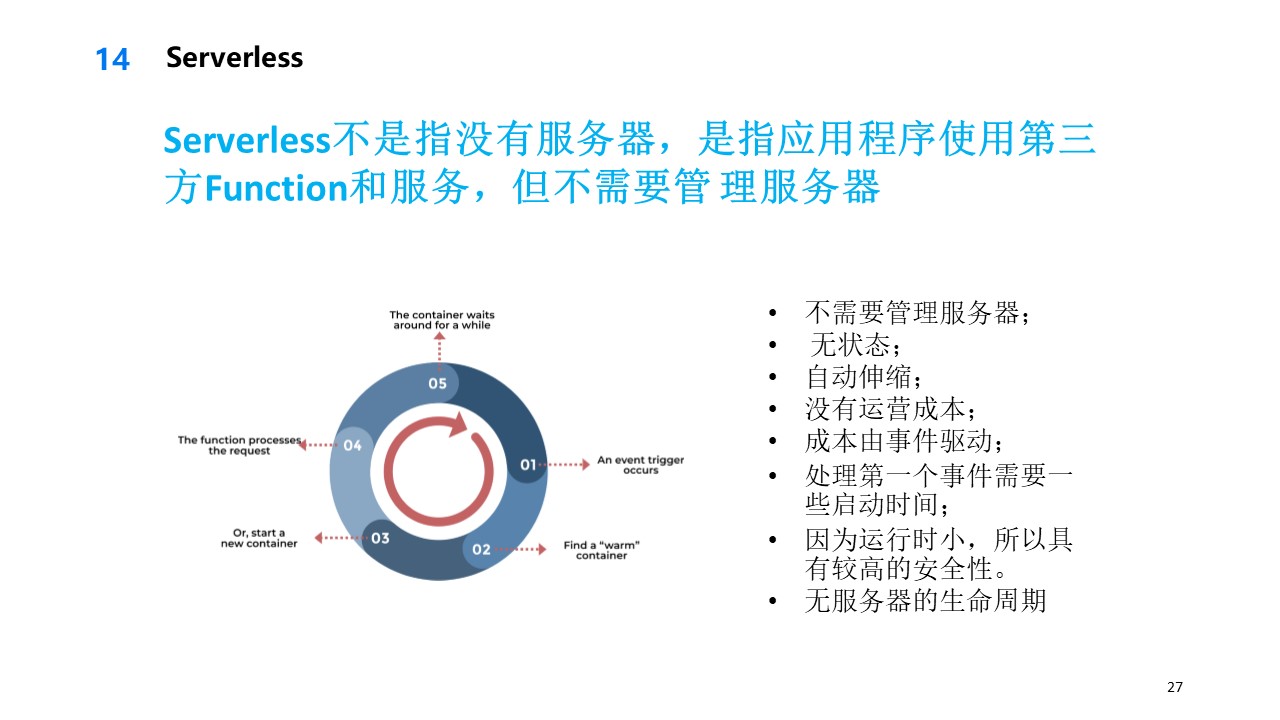 14 Serverless
Serverless不是指没有服务器，是指应用程序使用第三
方Function和服务，但不需要管 理服务器
The container waits
around for a while
05
04
The function processes
the request
01
An event trigger
occurs
Or, start a
new container
03
02
Find a “warm”
container
• 不需要管理服务器；
• 无状态；
• 自动伸缩；
• 没有运营成本；
• 成本由事件驱动；
• 处理第一个事件需要一
些启动时间；
• 因为运行时小，所以具
有较高的安全性。
• 无服务器的生命周期
27